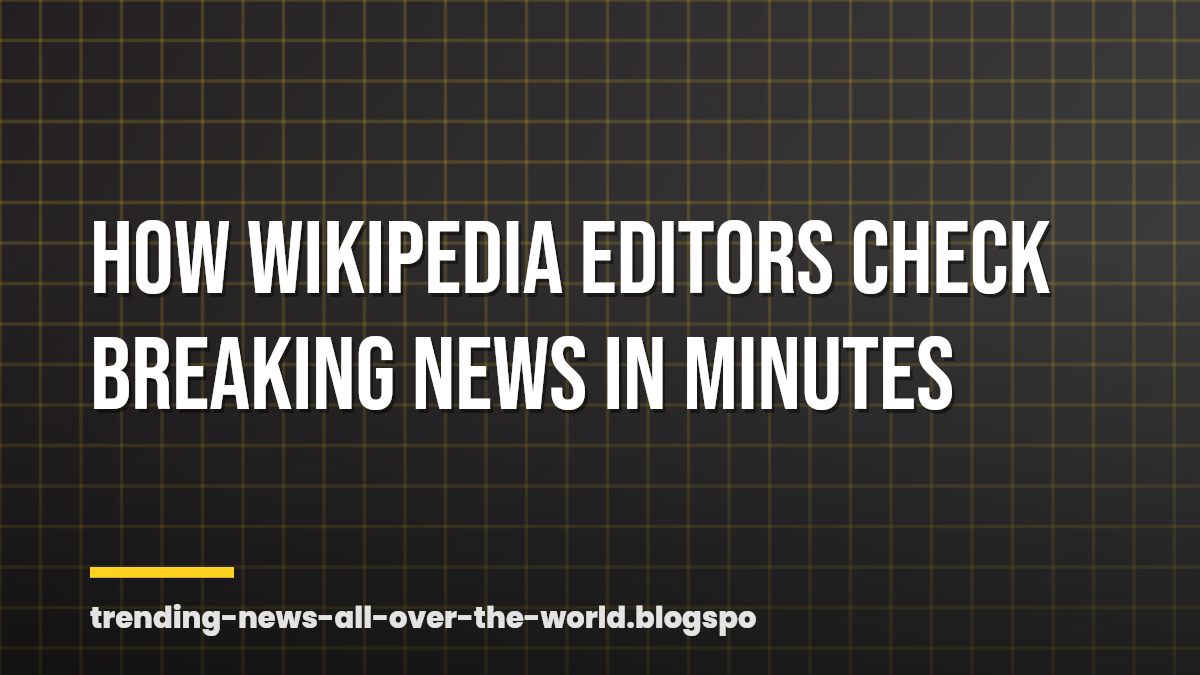 HOW WIKIPEDIA EDITORS CHECK
BREAKING NEWS IN MINUTES
trending-news-all-over-the-world.blogspo